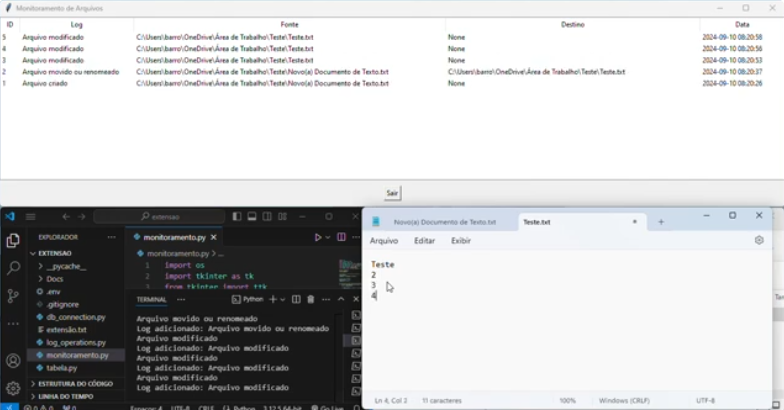 Monitoramento de Arquivos
ID Log Fonte Destino Data
5 Arquivo modificado C:\Users\barro\OneDrive\Área de Trabalho\Teste\Teste.txt None 2024-09-10 08:20:58
4 Arquivo modificado C:\Users\barro\OneDrive\Área de Trabalho\Teste\Teste.txt None 2024-09-10 08:20:56
3 Arquivo modificado C:\Users\barro\OneDrive\Área de Trabalho\Teste\Teste.txt None 2024-09-10 08:20:53
2 Arquivo movido ou renomeado C:\Users\barro\OneDrive\Área de Trabalho\Teste\Novo(a) Documento de Texto.txt C:\Users\barro\OneDrive\Área de Trabalho\Teste\Teste.txt 2024-09-10 08:20:37
1 Arquivo criado C:\Users\barro\OneDrive\Área de Trabalho\Teste\Novo(a) Documento de Texto.txt None 2024-09-10 08:20:26
Sair
extensao
EXPLORADOR
EXTENSAO
__pycache__
Docs
.env
.gitignore
db_connection.py
extensão.txt
log_operations.py
monitoramento.py
tabela.py
ESTRUTURA DO CÓDIGO
LINHA DO TEMPO
monitoramento.py
monitoramento.py > ...
1 import os
2 import tkinter as tk
3 from tkinter import ttk
TERMINAL
Python
Arquivo movido ou renomeado
Log adicionado: Arquivo movido ou renomeado
Arquivo modificado
Log adicionado: Arquivo modificado
Arquivo modificado
Log adicionado: Arquivo modificado
Arquivo modificado
Log adicionado: Arquivo modificado
Espaços: 4 UTF-8 CRLF Python 3.12.5 64-bit Go Live
Novo(a) Documento de Texto.txt
Teste.txt
Arquivo Editar Exibir
Teste
2
3
4
Ln 4, Col 2 11 caracteres 100% Windows (CRLF) UTF-8